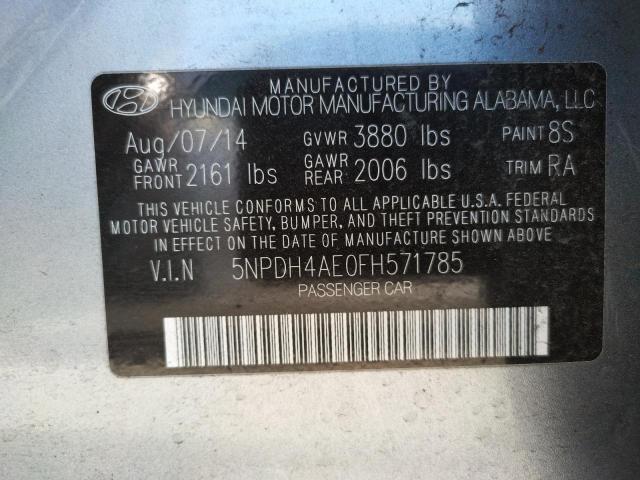 MANUFACTURED BY
HYUNDAI MOTOR MANUFACTURING ALABAMA, LLC
Aug/07/14 GVWR 3880 lbs PAINT 8S
GAWR FRONT 2161 lbs GAWR REAR 2006 lbs TRIM RA
THIS VEHICLE CONFORMS TO ALL APPLICABLE U.S.A. FEDERAL
MOTOR VEHICLE SAFETY, BUMPER, AND THEFT PREVENTION STANDARDS
IN EFFECT ON THE DATE OF MANUFACTURE SHOWN ABOVE.
V.I.N 5NPDH4AE0FH571785
PASSENGER CAR